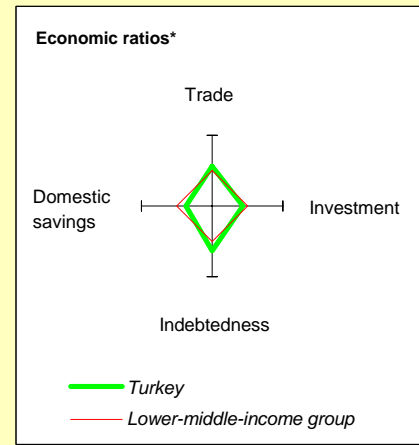 Economic ratios*
Trade
Domestic
savings
Investment
Indebtedness
Turkey
Lower-middle-income group